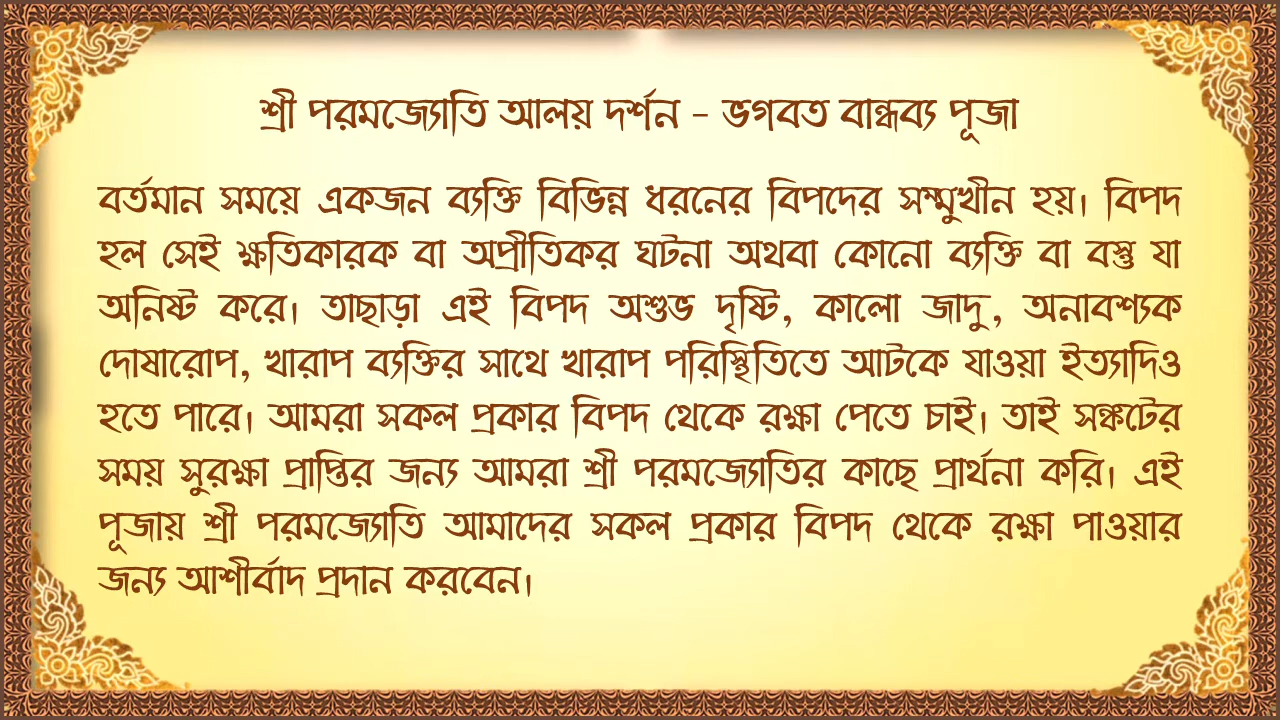 শ্রী পরমজ্যোতি আলয় দর্শন - ভগবত বান্ধব্য পূজা
বর্তমান সময়ে একজন ব্যক্তি বিভিন্ন ধরনের বিপদের সম্মুখীন হয়। বিপদ
হল সেই ক্ষতিকারক বা অপ্রীতিকর ঘটনা অথবা কোনো ব্যক্তি বা বস্তু যা
অনিষ্ট করে। তাছাড়া এই বিপদ অশুভ দৃষ্টি, কালো জাদু, অনাবশ্যক
দোষারোপ, খারাপ ব্যক্তির সাথে খারাপ পরিস্থিতিতে আটকে যাওয়া ইত্যাদিও
হতে পারে। আমরা সকল প্রকার বিপদ থেকে রক্ষা পেতে চাই। তাই সঙ্কটের
সময় সুরক্ষা প্রাপ্তির জন্য আমরা শ্রী পরমজ্যোতির কাছে প্রার্থনা করি। এই
পূজায় শ্রী পরমজ্যোতি আমাদের সকল প্রকার বিপদ থেকে রক্ষা পাওয়ার
জন্য আশীর্বাদ প্রদান করবেন।